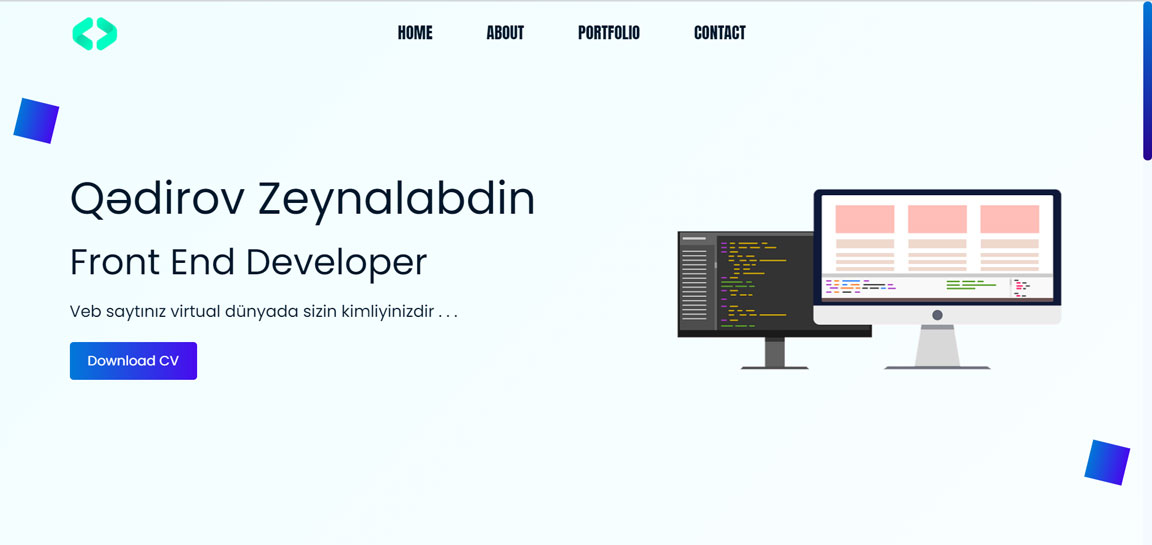 HOME ABOUT PORTFOLIO CONTACT
Qədirov Zeynalabdin
Front End Developer
Veb saytınız virtual dünyada sizin kimliyinizdir . . .
Download CV